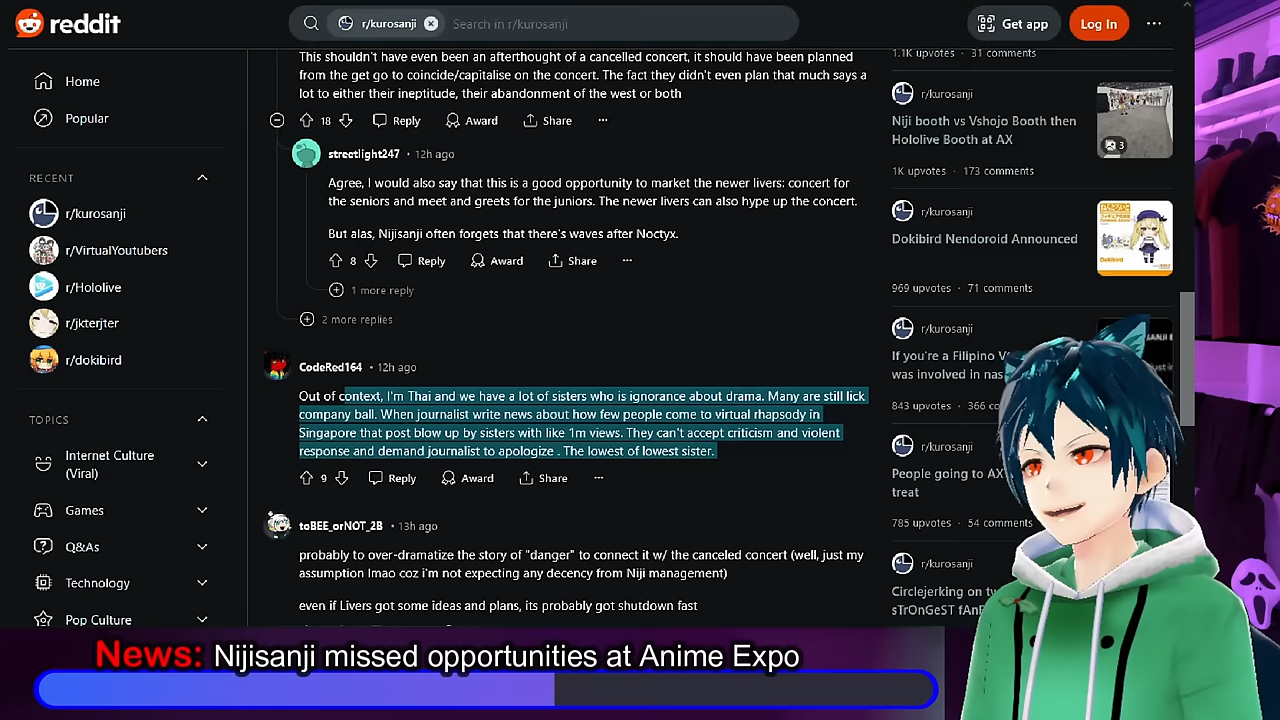 reddit
r/kurosanji
Search in r/kurosanji
Get app
Log In
Home
Popular
RECENT
r/kurosanji
r/VirtualYoutubers
r/Hololive
r/jkterjter
r/dokibird
TOPICS
Internet Culture
(Viral)
Games
Q&As
Technology
Pop Culture
This shouldn't have even been an afterthought of a cancelled concert, it should have been planned
from the get go to coincide/capitalise on the concert. The fact they didn't even plan that much says a
lot to either their ineptitude, their abandonment of the west or both
18 Reply Award Share
streetlight247 • 12h ago
Agree, I would also say that this is a good opportunity to market the newer livers: concert for
the seniors and meet and greets for the juniors. The newer livers can also hype up the concert.
But alas, Nijisanji often forgets that there's waves after Noctyx.
8 Reply Award Share
1 more reply
2 more replies
CodeRed164 • 12h ago
Out of context, I'm Thai and we have a lot of sisters who is ignorance about drama. Many are still lick
company ball. When journalist write news about how few people come to virtual rhapsody in
Singapore that post blow up by sisters with like 1m views. They can't accept criticism and violent
response and demand journalist to apologize . The lowest of lowest sister.
9 Reply Award Share
toBEE_orNOT_2B • 13h ago
probably to over-dramatize the story of "danger" to connect it w/ the canceled concert (well, just my
assumption lmao coz i'm not expecting any decency from Niji management)
even if Livers got some ideas and plans, its probably got shutdown fast
1.1K upvotes · 31 comments
r/kurosanji
Niji booth vs Vshojo Booth then
Hololive Booth at AX
3
1K upvotes · 173 comments
r/kurosanji
Dokibird Nendoroid Announced
Dokibird
969 upvotes · 71 comments
r/kurosanji
If you're a Filipino V
was involved in nas
843 upvotes · 366 co
r/kurosanji
People going to AX
treat
785 upvotes · 54 comments
r/kurosanji
Circlejerking on tw
sTrOnGeST fANB
News: Nijisanji missed opportunities at Anime Expo